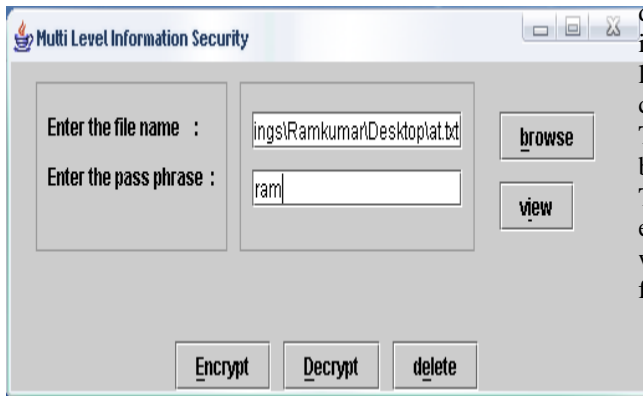 Multi Level Information Security
Enter the file name :
ings\Ramkumar\Desktop\at.txt
browse
Enter the pass phrase :
ram
view
Encrypt
Decrypt
delete